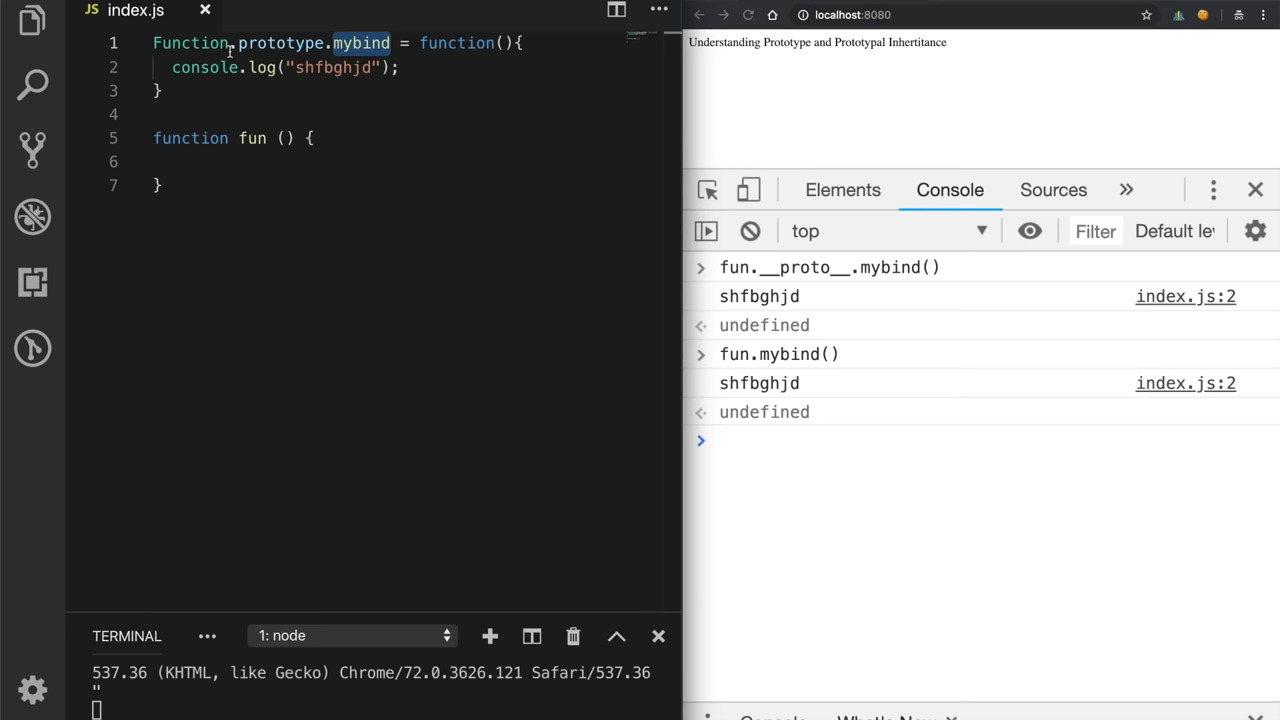 JS index.js
1 Function.prototype.mybind = function(){
2 console.log("shfbghjd");
3 }
4
5 function fun () {
6
7 }
TERMINAL ••• 1: node
537.36 (KHTML, like Gecko) Chrome/72.0.3626.121 Safari/537.36
"
localhost:8080
Understanding Prototype and Prototypal Inhertitance
Elements Console Sources »
top Filter Default le
> fun.__proto__.mybind()
shfbghjd index.js:2
undefined
> fun.mybind()
shfbghjd index.js:2
undefined
>
Console What's New